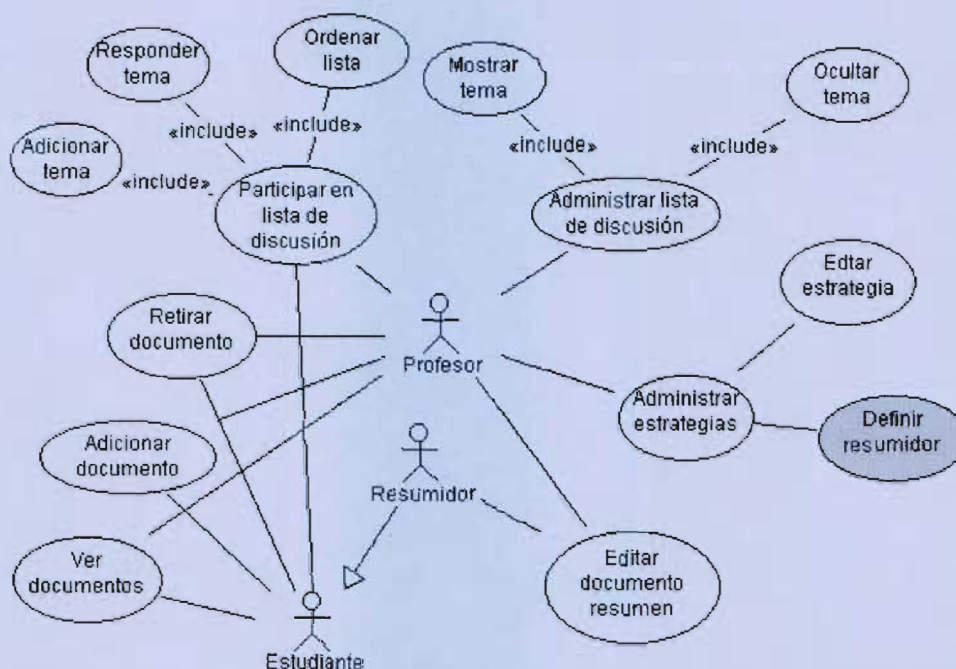 Responder
tema
Ordenar
lista
Mostrar
tema
Ocultar
tema
«include»
«include»
«include»
«include»
Adicionar
tema
«include»
Participar en
lista de
discusión
Administrar lista
de discusión
Edtar
estrategia
Retirar
documento
Profesor
Administrar
estrategias
Definir
resumidor
Adicionar
documento
Resumidor
Ver
documentos
Editar
documento
resumen
Estudiante